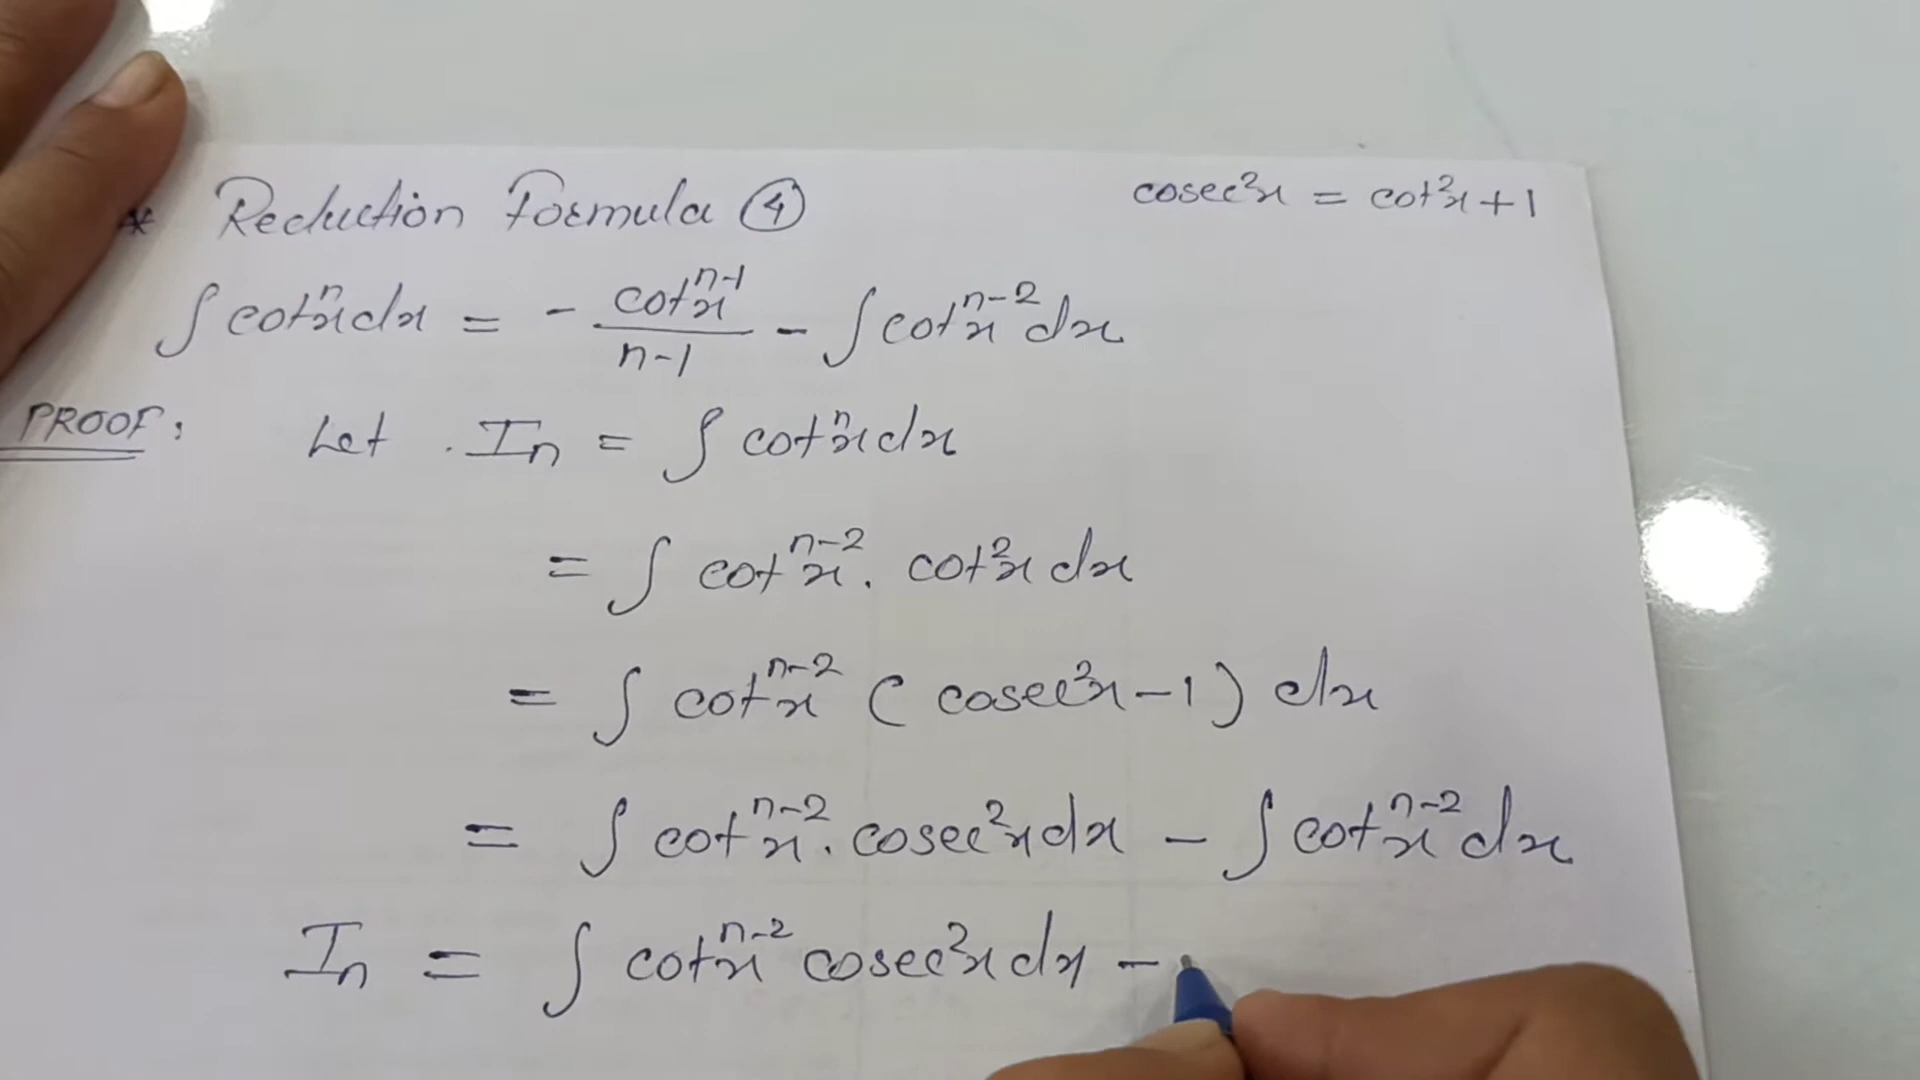 * Reduction Formula ④
cosec²x = cot²x + 1
∫ cotⁿx dx = - cotⁿ⁻¹x / n-1 - ∫ cotⁿ⁻²x dx
PROOF: Let . Iₙ = ∫ cotⁿx dx
= ∫ cotⁿ⁻²x . cot²x dx
= ∫ cotⁿ⁻²x ( cosec²x - 1 ) dx
= ∫ cotⁿ⁻²x . cosec²x dx - ∫ cotⁿ⁻²x dx
Iₙ = ∫ cotⁿ⁻²x cosec²x dx -